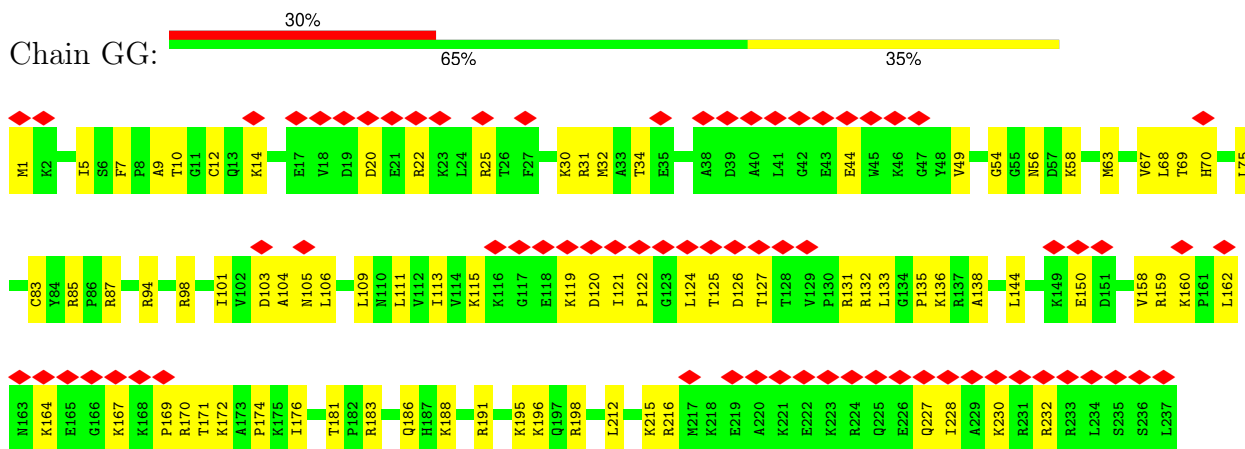 30%
Chain GG:
65% 35%
M1 K2 I5 S6 F7 P8 A9 T10 G11 C12 Q13 K14 E17 V18 D19 D20 E21 R22 K23 L24 R25 T26 F27 K30 R31 M32 A33 T34 E35 A38 D39 A40 L41 G42 E43 E44 W45 K46 G47 Y48 V49 G54 G55 N56 D57 K58 M63 V67 L68 T69 H70 L75
C83 Y84 R85 P86 R87 R94 R98 I101 V102 D103 A104 N105 L106 L109 N110 L111 V112 I113 V114 K115 K116 G117 E118 K119 D120 I121 P122 G123 L124 T125 D126 T127 T128 V129 P130 R131 R132 L133 G134 P135 K136 R137 A138 L144 K149 E150 D151 V158 R159 K160 P161 L162
N163 K164 E165 G166 K167 K168 P169 R170 T171 K172 A173 P174 K175 I176 T181 P182 R183 Q186 H187 K188 R191 K195 K196 Q197 R198 L212 K215 R216 M217 K218 E219 A220 K221 E222 K223 R224 Q225 E226 Q227 I228 A229 K230 R231 R232 R233 L234 S235 S236 L237